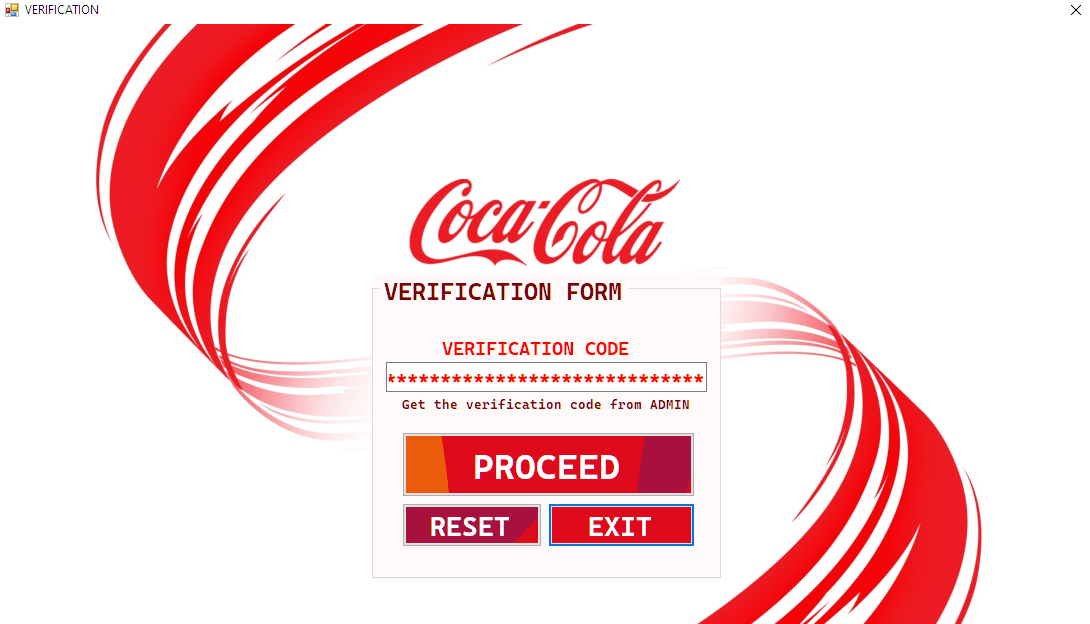 VERIFICATION
Coca-Cola
VERIFICATION FORM
VERIFICATION CODE
*****************************
Get the verification code from ADMIN
PROCEED
RESET EXIT